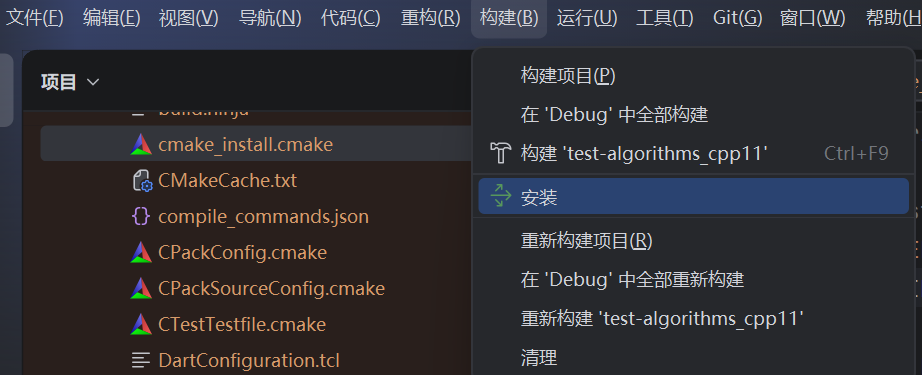 文件(F) 编辑(E) 视图(V) 导航(N) 代码(C) 重构(R) 构建(B) 运行(U) 工具(T) Git(G) 窗口(W) 帮助(H
项目
build.ninja
cmake_install.cmake
CMakeCache.txt
compile_commands.json
CPackConfig.cmake
CPackSourceConfig.cmake
CTestTestfile.cmake
DartConfiguration.tcl
构建项目(P)
在 'Debug' 中全部构建
构建 'test-algorithms_cpp11' Ctrl+F9
安装
重新构建项目(R)
在 'Debug' 中全部重新构建
重新构建 'test-algorithms_cpp11'
清理